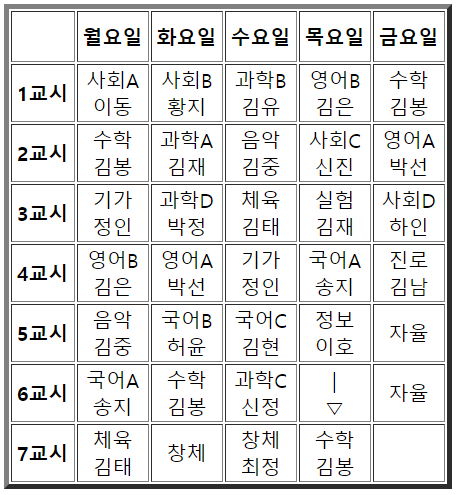 월요일 화요일 수요일 목요일 금요일
1교시 사회A 이동 사회B 황지 과학B 김유 영어B 김은 수학 김봉
2교시 수학 김봉 과학A 김재 음악 김중 사회C 신진 영어A 박선
3교시 기가 정인 과학D 박정 체육 김태 실험 김재 사회D 하인
4교시 영어B 김은 영어A 박선 기가 정인 국어A 송지 진로 김남
5교시 음악 김중 국어B 허윤 국어C 김현 정보 이호 자율
6교시 국어A 송지 수학 김봉 과학C 신정 | ▽ 자율
7교시 체육 김태 창체 창체 최정 수학 김봉